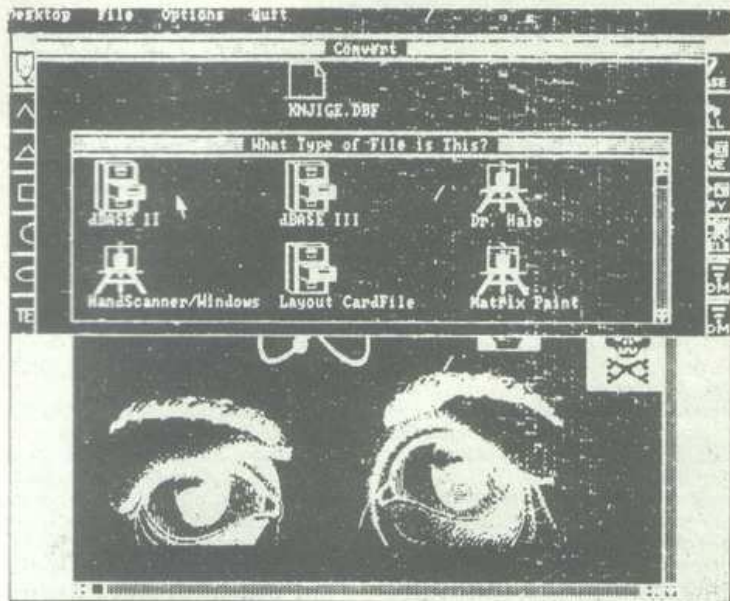 Desktop File Options Quit
Convert
KNJIGE.DBF
What Type of File is This?
dBASE II dBASE III Dr. Halo
HandScanner/Windows Layout CardFile Matrix Paint
TE